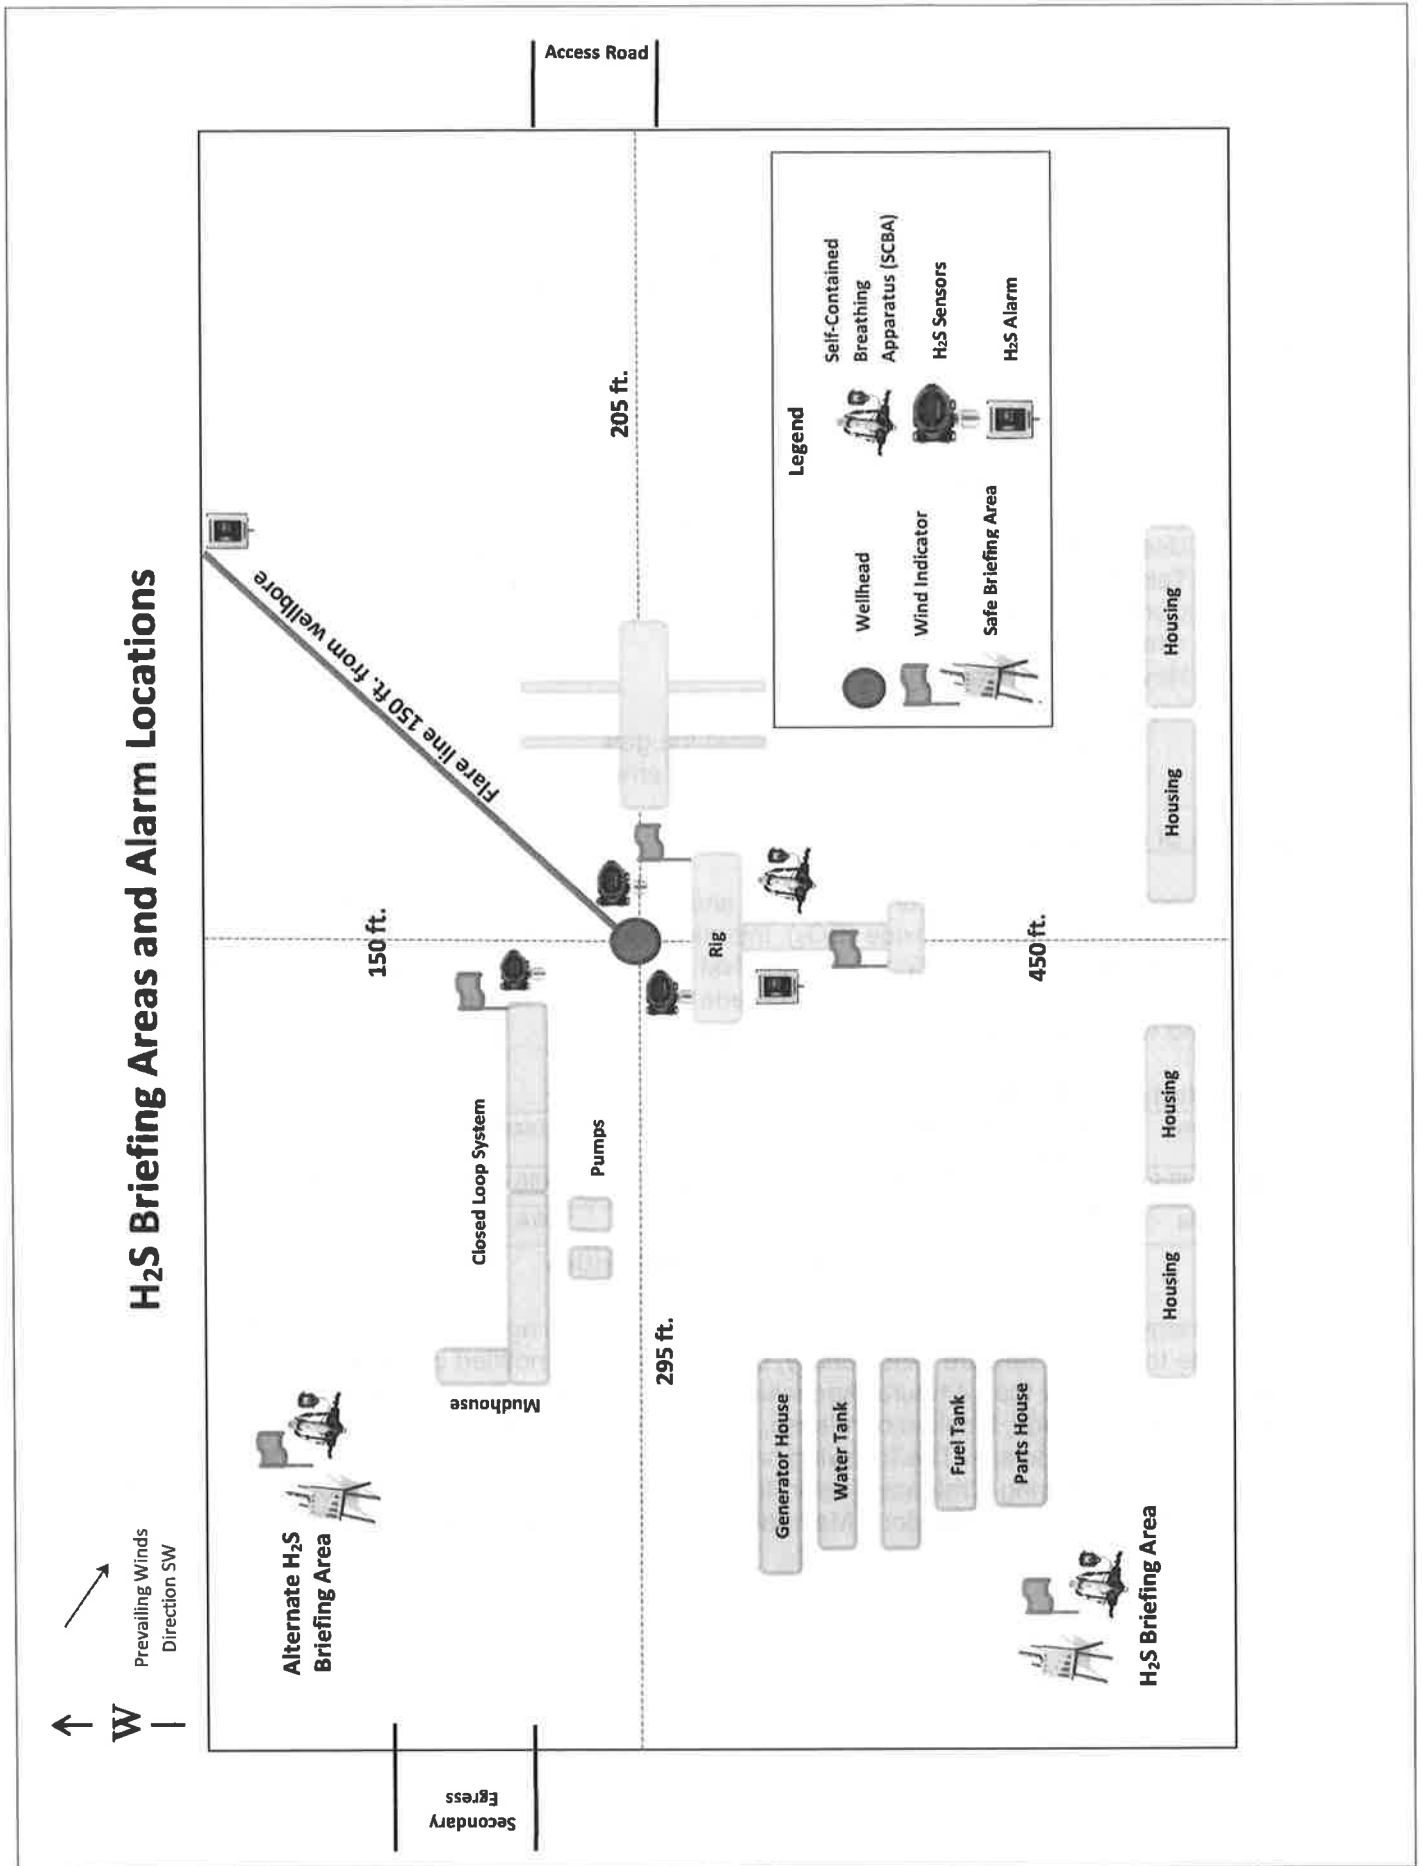 H₂S Briefing Areas and Alarm Locations
W
Prevailing Winds
Direction SW
Access Road
Secondary
Egress
Alternate H₂S
Briefing Area
Mudhouse
Closed Loop System
Pumps
150 ft.
Flare line 150 ft. from wellbore
205 ft.
295 ft.
450 ft.
Rig
Generator House
Water Tank
Fuel Tank
Parts House
H₂S Briefing Area
Housing
Housing
Housing
Housing
Legend
Wellhead
Wind Indicator
Safe Briefing Area
Self-Contained
Breathing
Apparatus (SCBA)
H₂S Sensors
H₂S Alarm